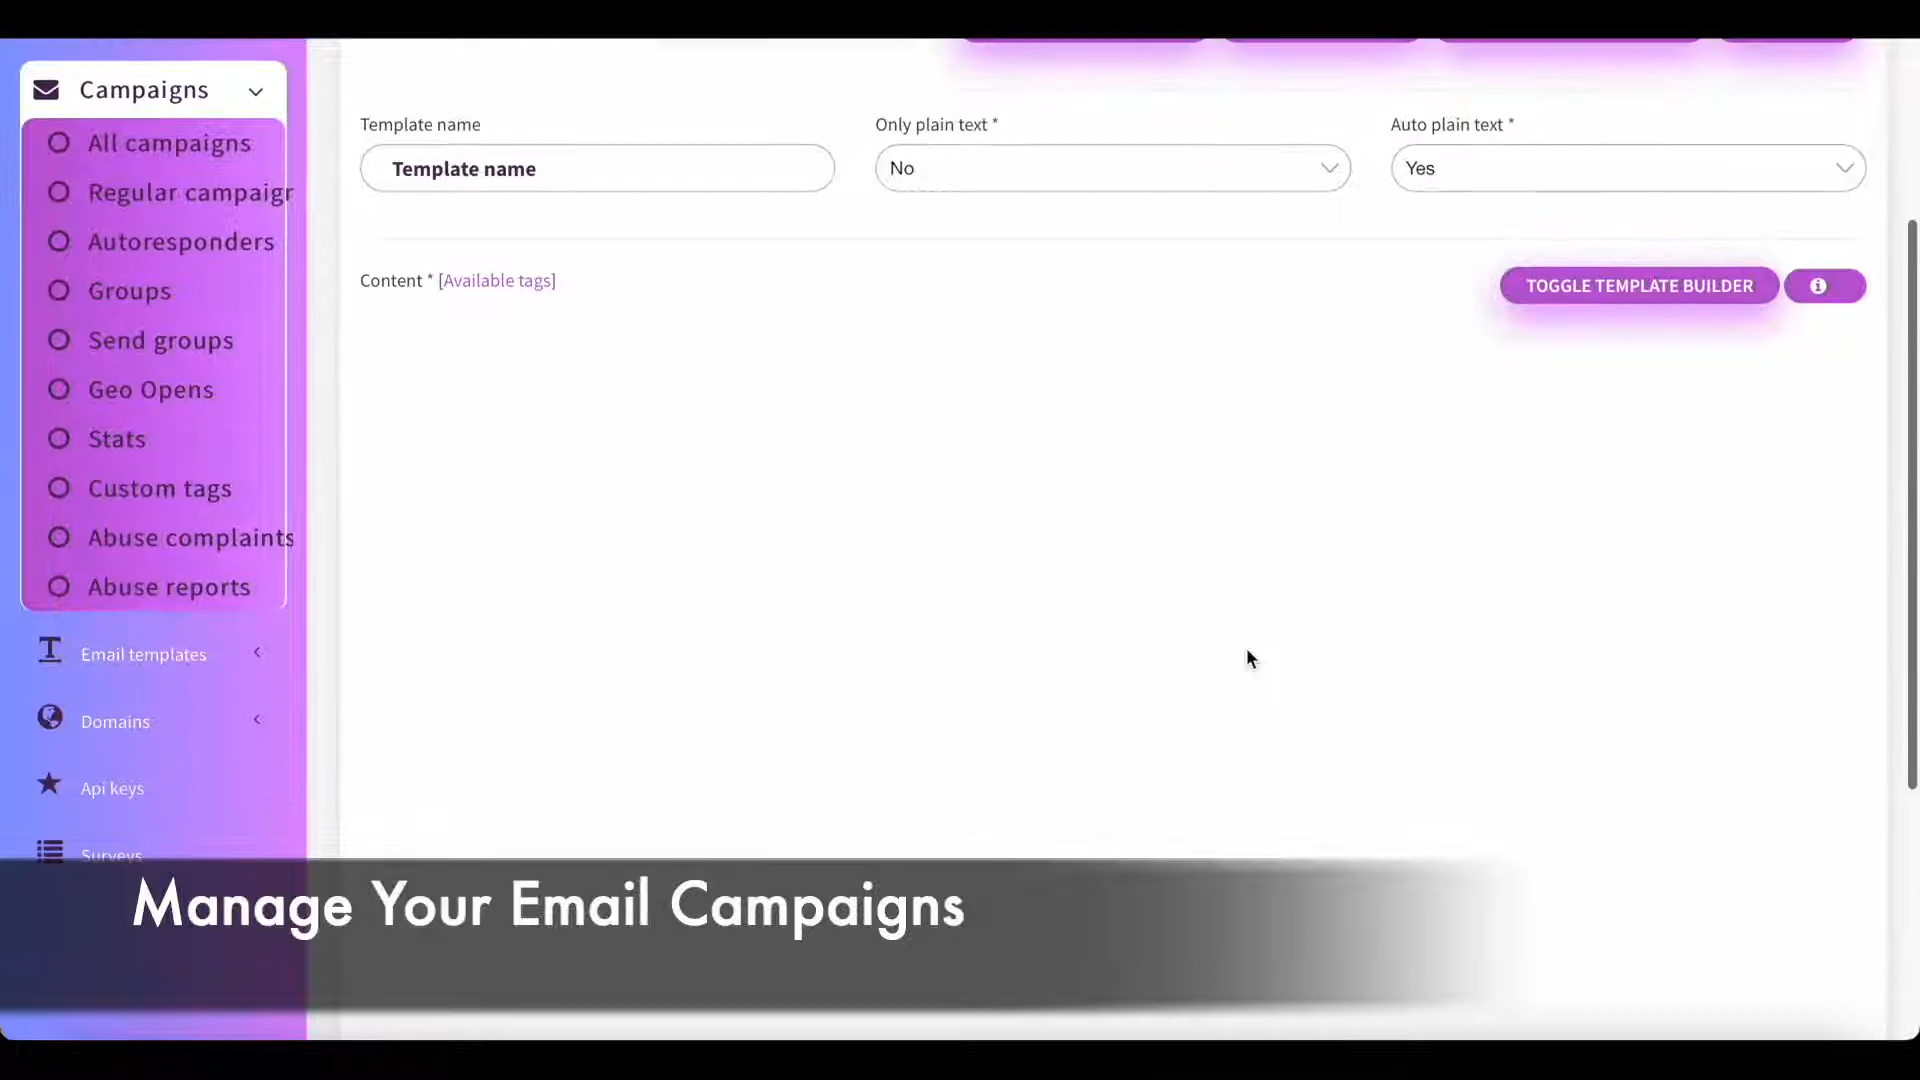 Campaigns
All campaigns
Regular campaigr
Autoresponders
Groups
Send groups
Geo Opens
Stats
Custom tags
Abuse complaints
Abuse reports
Email templates
Domains
Api keys
Surveys
Template name
Only plain text *
Auto plain text *
Template name
No
Yes
Content * [Available tags]
TOGGLE TEMPLATE BUILDER
Manage Your Email Campaigns